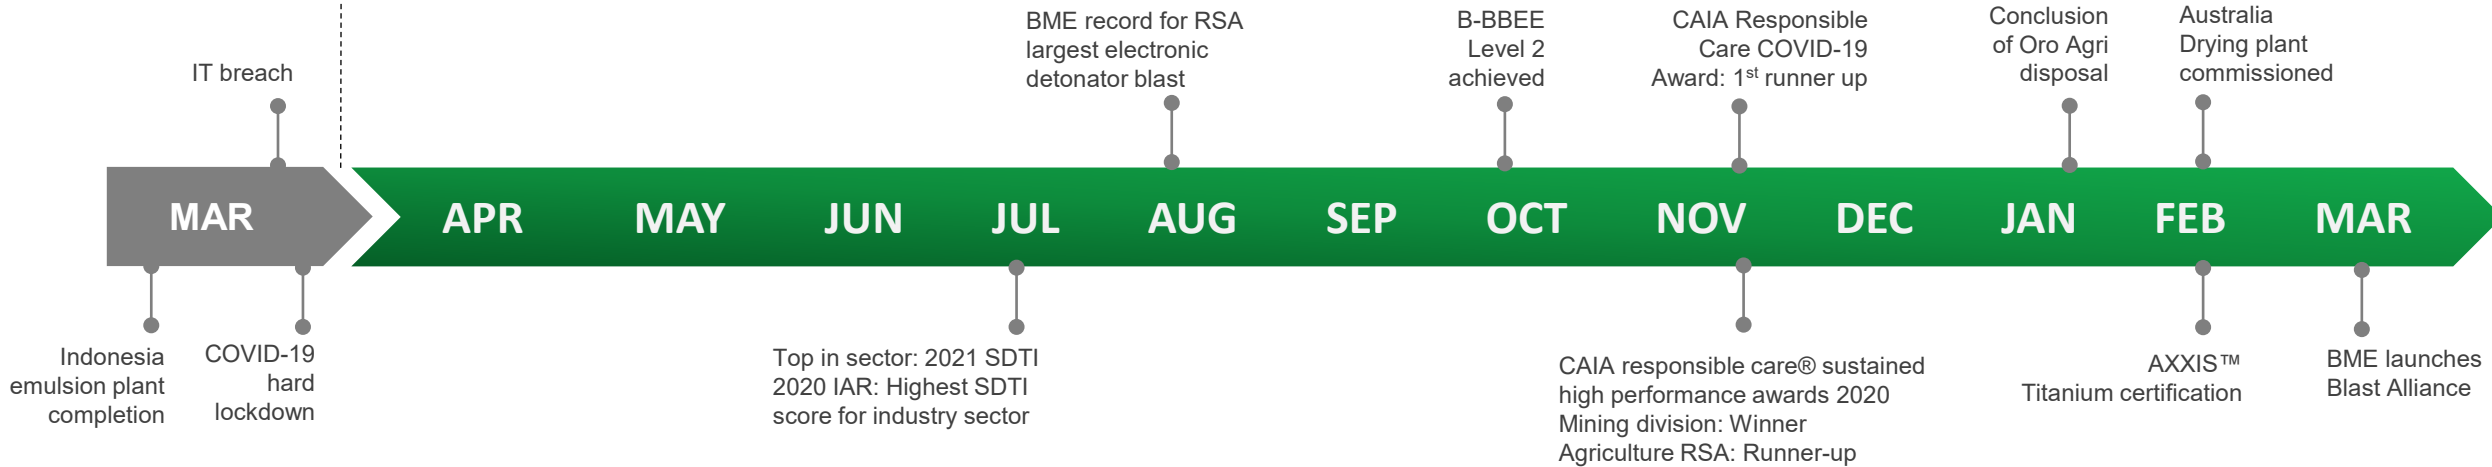 IT breach
BME record for RSA
largest electronic
detonator blast
B-BBEE
Level 2
achieved
CAIA Responsible
Care COVID-19
Award: 1st runner up
Conclusion
of Oro Agri
disposal
Australia
Drying plant
commissioned
MAR
APR
MAY
JUN
JUL
AUG
SEP
OCT
NOV
DEC
JAN
FEB
MAR
Indonesia
emulsion plant
completion
COVID-19
hard
lockdown
Top in sector: 2021 SDTI
2020 IAR: Highest SDTI
score for industry sector
CAIA responsible care® sustained
high performance awards 2020
Mining division: Winner
Agriculture RSA: Runner-up
AXXIS™
Titanium certification
BME launches
Blast Alliance